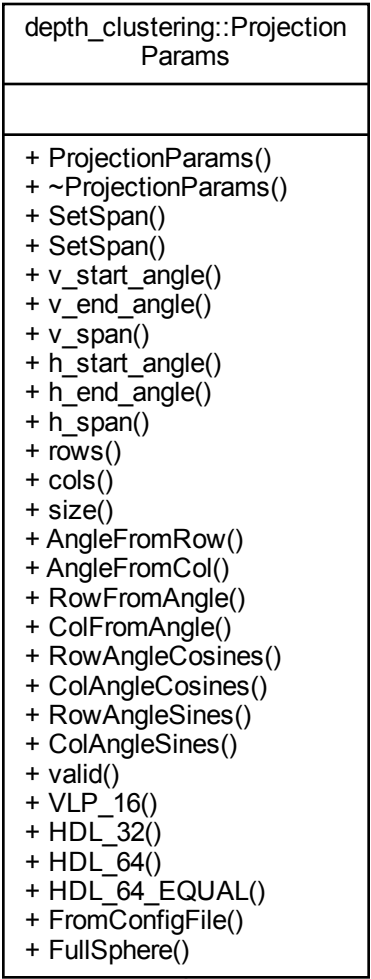 depth_clustering::Projection
Params
+ ProjectionParams()
+ ~ProjectionParams()
+ SetSpan()
+ SetSpan()
+ v_start_angle()
+ v_end_angle()
+ v_span()
+ h_start_angle()
+ h_end_angle()
+ h_span()
+ rows()
+ cols()
+ size()
+ AngleFromRow()
+ AngleFromCol()
+ RowFromAngle()
+ ColFromAngle()
+ RowAngleCosines()
+ ColAngleCosines()
+ RowAngleSines()
+ ColAngleSines()
+ valid()
+ VLP_16()
+ HDL_32()
+ HDL_64()
+ HDL_64_EQUAL()
+ FromConfigFile()
+ FullSphere()